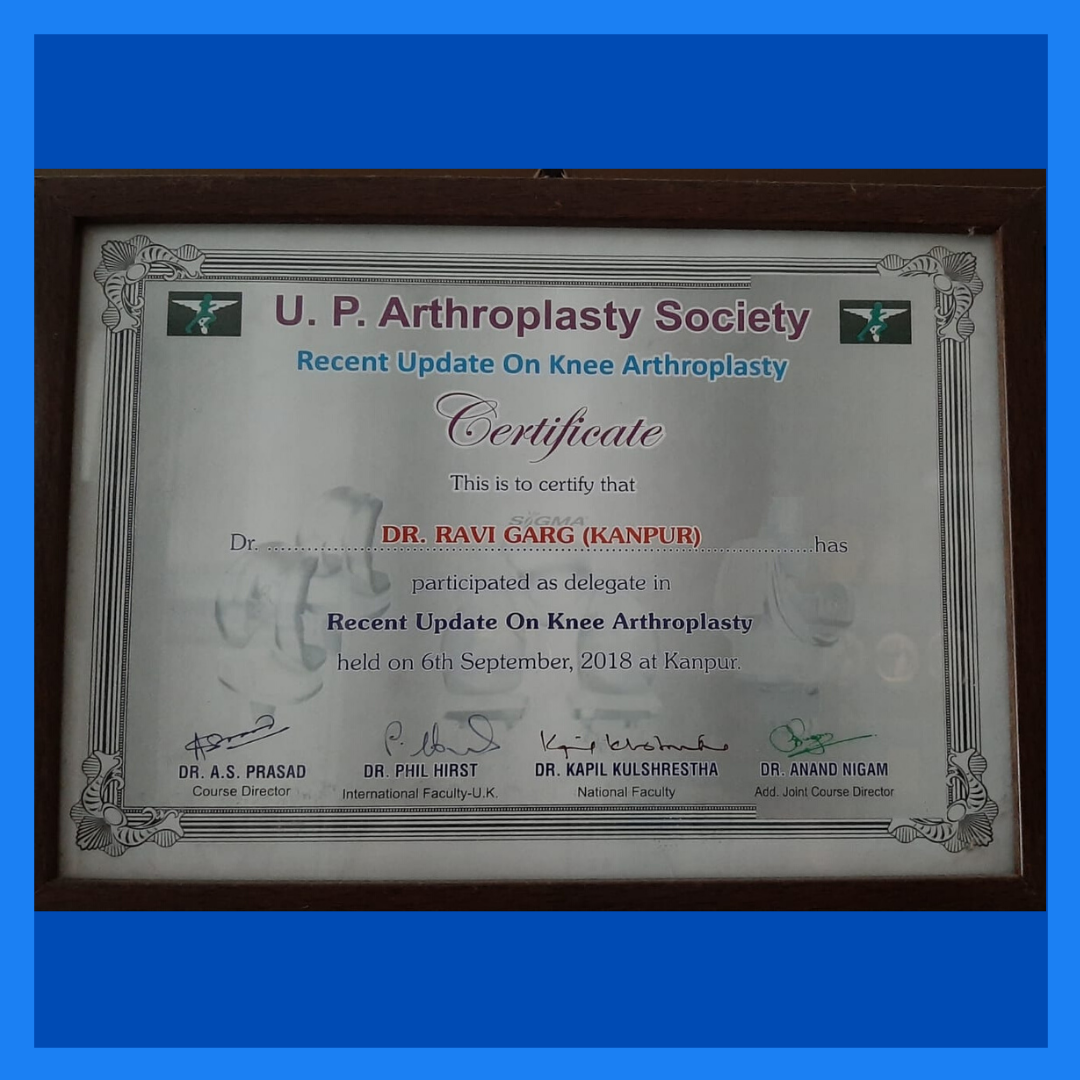 U. P. Arthroplasty Society
Recent Update On Knee Arthroplasty
Certificate
This is to certify that
SIGMA
Dr. DR. RAVI GARG (KANPUR) has
participated as delegate in
Recent Update On Knee Arthroplasty
held on 6th September, 2018 at Kanpur.
P. Hirst
DR. A.S. PRASAD DR. PHIL HIRST DR. KAPIL KULSHRESTHA DR. ANAND NIGAM
Course Director International Faculty-U.K. National Faculty Add. Joint Course Director